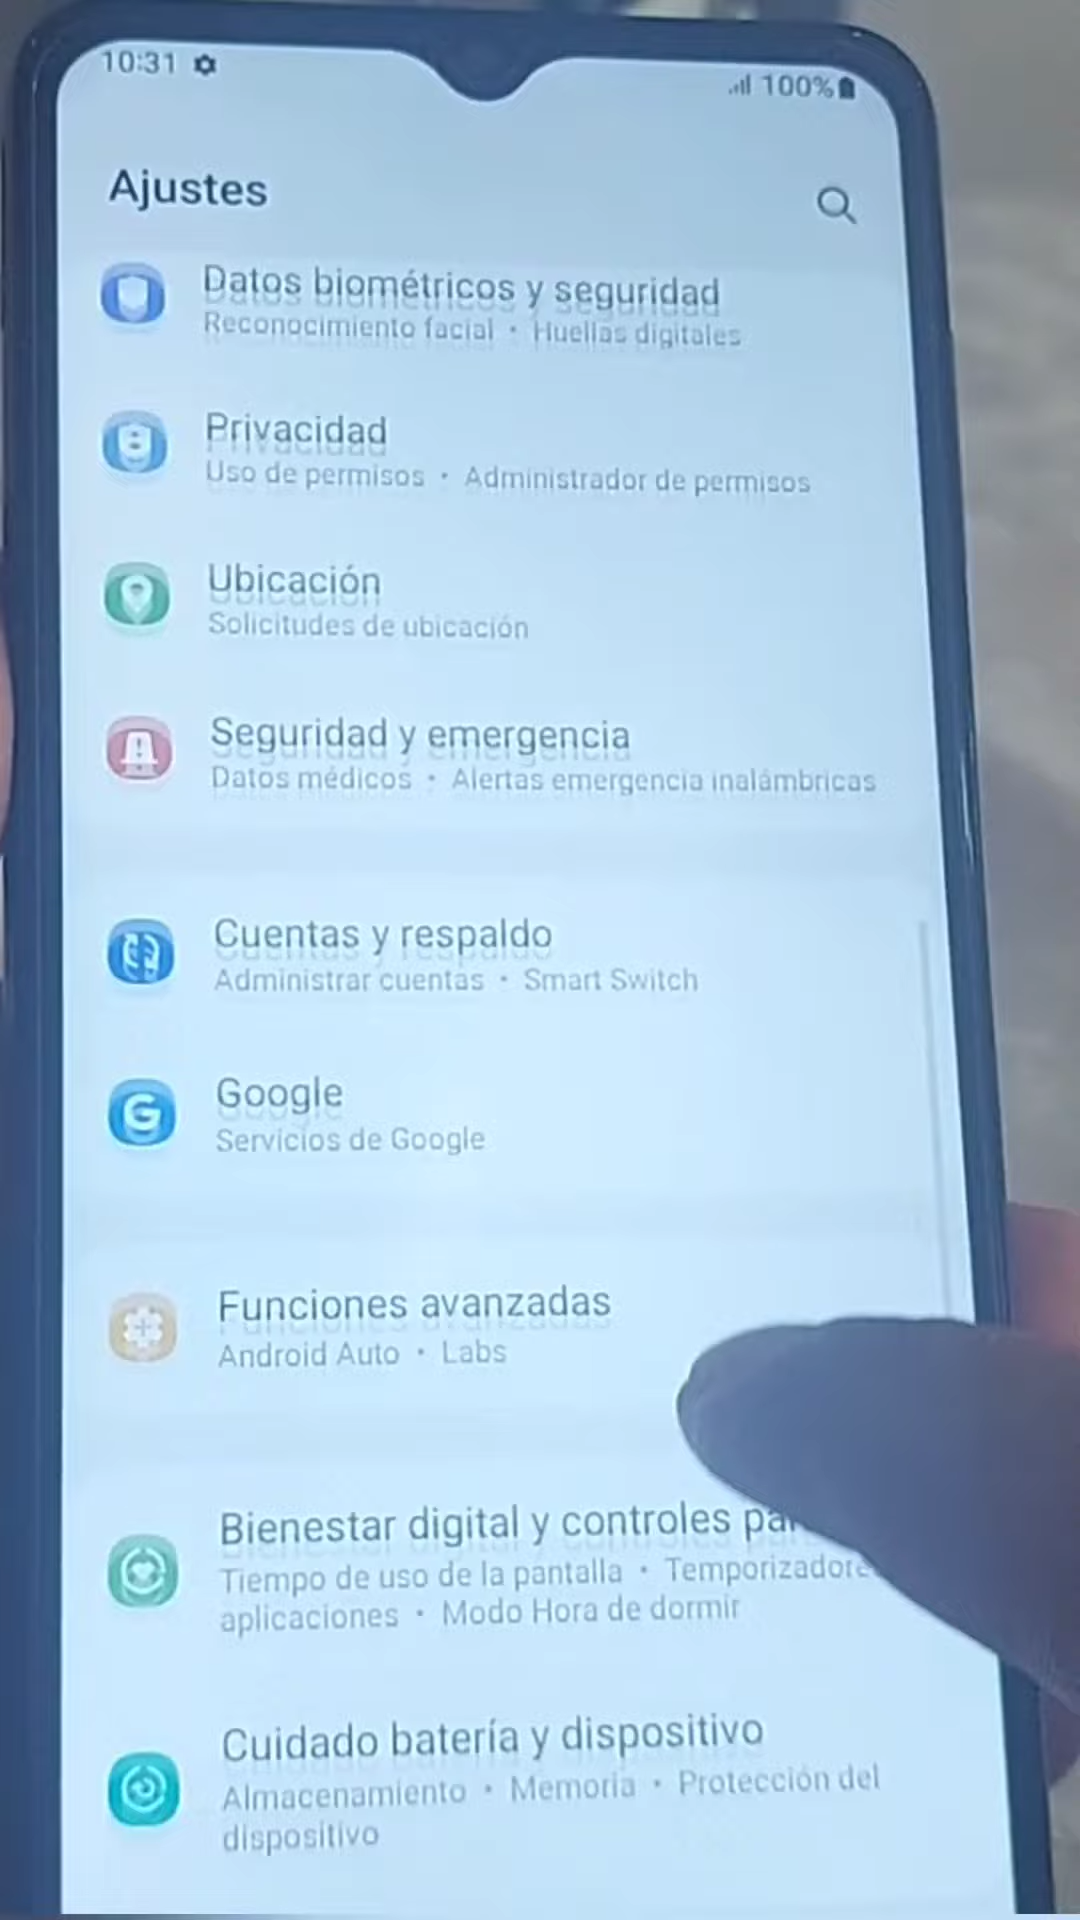 10:31
100%
Ajustes
Datos biométricos y seguridad
Reconocimiento facial • Huellas digitales
Privacidad
Uso de permisos • Administrador de permisos
Ubicación
Solicitudes de ubicación
Seguridad y emergencia
Datos médicos • Alertas emergencia inalámbricas
Cuentas y respaldo
Administrar cuentas • Smart Switch
G
Google
Servicios de Google
Funciones avanzadas
Android Auto • Labs
Bienestar digital y controles
Tiempo de uso de la pantalla •
aplicaciones • Modo Hora de dormir
Cuidado batería y dispositivo
Almacenamiento • Memoria • Protección del
dispositivo